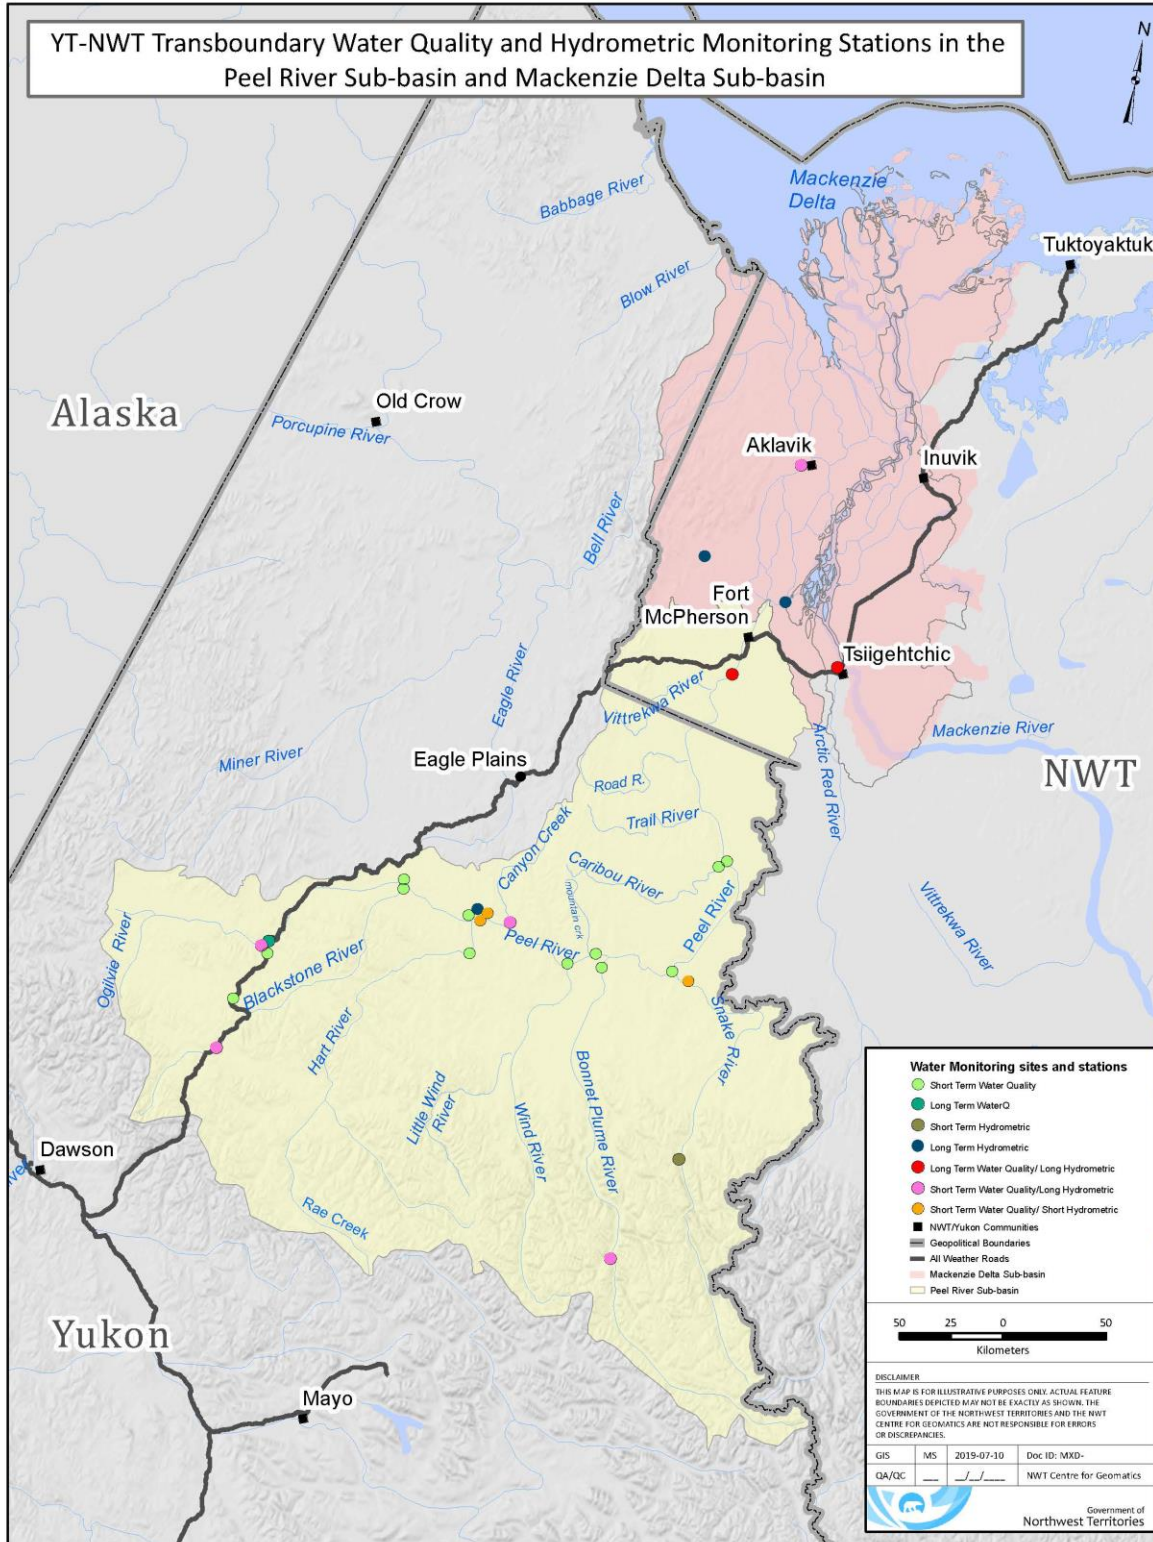 YT-NWT Transboundary Water Quality and Hydrometric Monitoring Stations in the
Peel River Sub-basin and Mackenzie Delta Sub-basin
N
Babbage River
Mackenzie
Delta
Tuktoyaktuk
Blow River
Alaska
Old Crow
Porcupine River
Aklavik
Inuvik
Bell River
Fort
McPherson
Tsiigehtchic
Eagle River
Vittrekwa River
Miner River
Eagle Plains
Arctic Red River
Mackenzie River
NWT
Road R.
Trail River
Canyon Creek
Caribou River
mountain crk
Peel River
Peel River
Vittrekwa River
Ogilvie River
Blackstone River
Hart River
Snake River
Little Wind
River
Wind River
Bonnet Plume River
Dawson
River
Rae Creek
Yukon
Mayo
Water Monitoring sites and stations
Short Term Water Quality
Long Term WaterQ
Short Term Hydrometric
Long Term Hydrometric
Long Term Water Quality/ Long Hydrometric
Short Term Water Quality/Long Hydrometric
Short Term Water Quality/ Short Hydrometric
NWT/Yukon Communities
Geopolitical Boundaries
All Weather Roads
Mackenzie Delta Sub-basin
Peel River Sub-basin
50 25 0 50
Kilometers
DISCLAIMER
THIS MAP IS FOR ILLUSTRATIVE PURPOSES ONLY. ACTUAL FEATURE
BOUNDARIES DEPICTED MAY NOT BE EXACTLY AS SHOWN. THE
GOVERNMENT OF THE NORTHWEST TERRITORIES AND THE NWT
CENTRE FOR GEOMATICS ARE NOT RESPONSIBLE FOR ERRORS
OR DISCREPANCIES.
GIS MS 2019-07-10 Doc ID: MXD-
QA/QC ___ __/__/____ NWT Centre for Geomatics
Government of
Northwest Territories